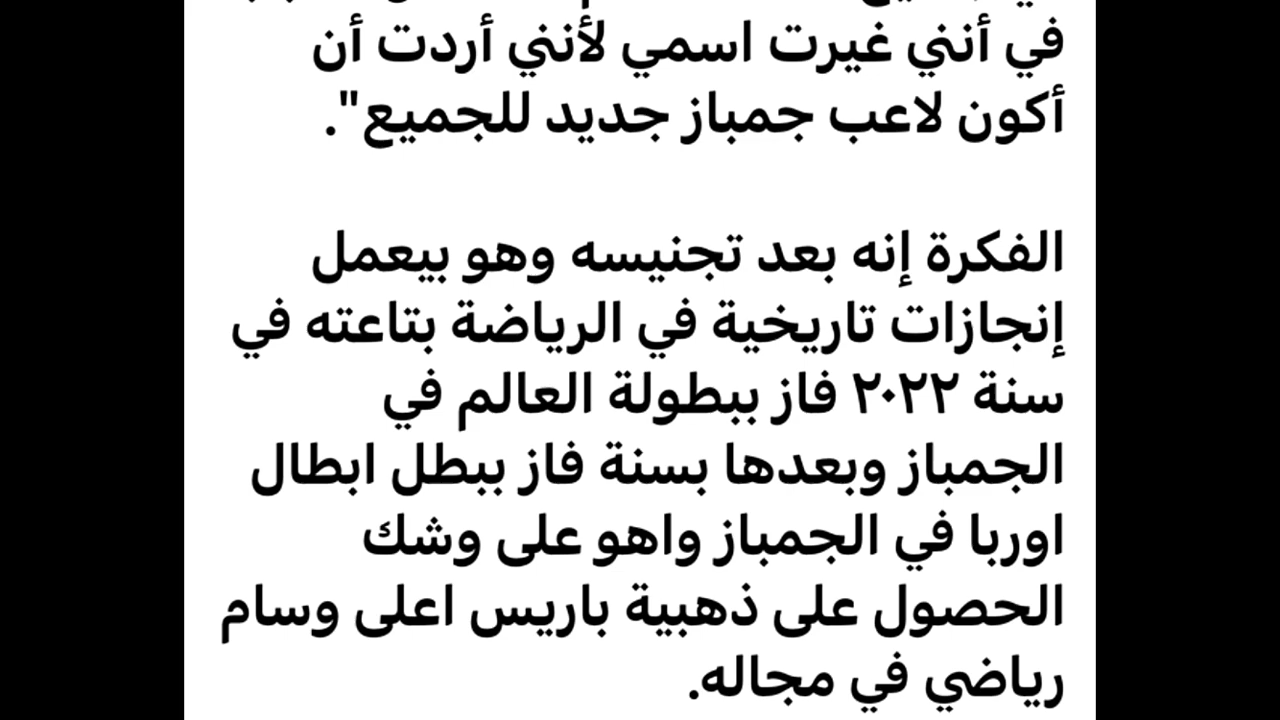 في أنني غيرت اسمي لأنني أردت أن
أكون لاعب جمباز جديد للجميع".
الفكرة إنه بعد تجنيسه وهو بيعمل
إنجازات تاريخية في الرياضة بتاعته في
سنة ٢٠٢٢ فاز ببطولة العالم في
الجمباز وبعدها بسنة فاز ببطل ابطال
اوربا في الجمباز واهو على وشك
الحصول على ذهبية باريس اعلى وسام
رياضي في مجاله.